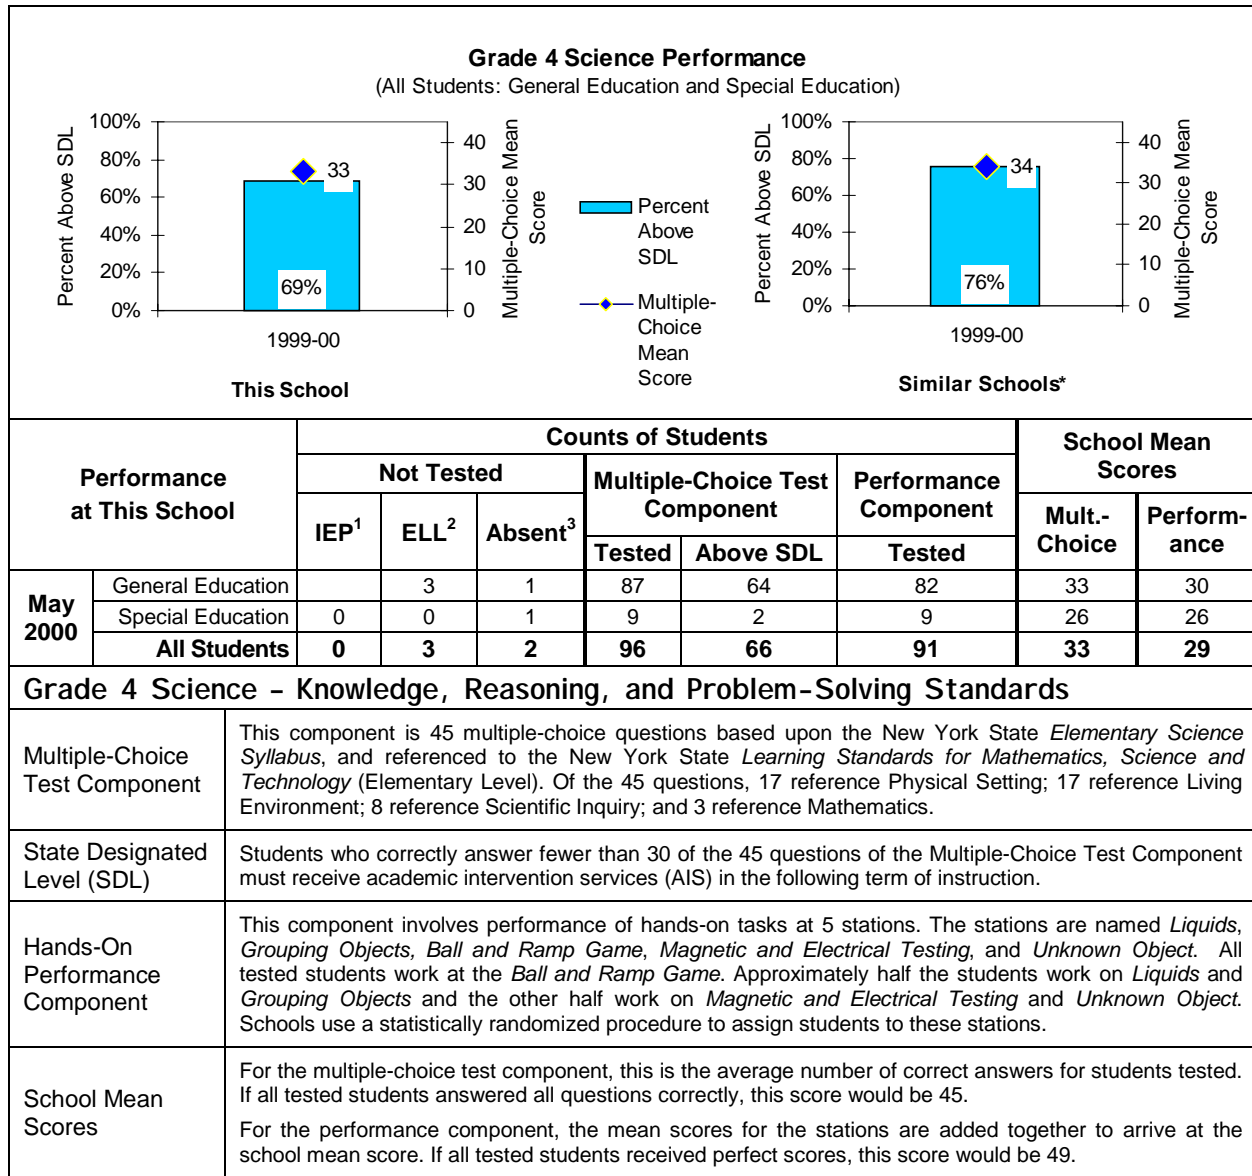 Grade 4 Science Performance
(All Students: General Education and Special Education)
Percent Above SDL
100%
80%
60%
40%
20%
0%
33
69%
40
30
20
10
0
Multiple-Choice Mean
Score
1999-00
This School
Percent
Above
SDL
Multiple-
Choice
Mean
Score
Percent Above SDL
100%
80%
60%
40%
20%
0%
34
76%
40
30
20
10
0
Multiple-Choice Mean
Score
1999-00
Similar Schools*
Performance
at This School
Counts of Students
School Mean
Scores
Not Tested
Multiple-Choice Test
Component
Performance
Component
IEP1 ELL2 Absent3
Mult.-
Choice
Perform-
ance
Tested Above SDL Tested
May
2000
General Education 3 1 87 64 82 33 30
Special Education 0 0 1 9 2 9 26 26
All Students 0 3 2 96 66 91 33 29
Grade 4 Science – Knowledge, Reasoning, and Problem-Solving Standards
Multiple-Choice
Test Component
This component is 45 multiple-choice questions based upon the New York State Elementary Science
Syllabus, and referenced to the New York State Learning Standards for Mathematics, Science and
Technology (Elementary Level). Of the 45 questions, 17 reference Physical Setting; 17 reference Living
Environment; 8 reference Scientific Inquiry; and 3 reference Mathematics.
State Designated
Level (SDL)
Students who correctly answer fewer than 30 of the 45 questions of the Multiple-Choice Test Component
must receive academic intervention services (AIS) in the following term of instruction.
Hands-On
Performance
Component
This component involves performance of hands-on tasks at 5 stations. The stations are named Liquids,
Grouping Objects, Ball and Ramp Game, Magnetic and Electrical Testing, and Unknown Object. All
tested students work at the Ball and Ramp Game. Approximately half the students work on Liquids and
Grouping Objects and the other half work on Magnetic and Electrical Testing and Unknown Object.
Schools use a statistically randomized procedure to assign students to these stations.
School Mean
Scores
For the multiple-choice test component, this is the average number of correct answers for students tested.
If all tested students answered all questions correctly, this score would be 45.
For the performance component, the mean scores for the stations are added together to arrive at the
school mean score. If all tested students received perfect scores, this score would be 49.